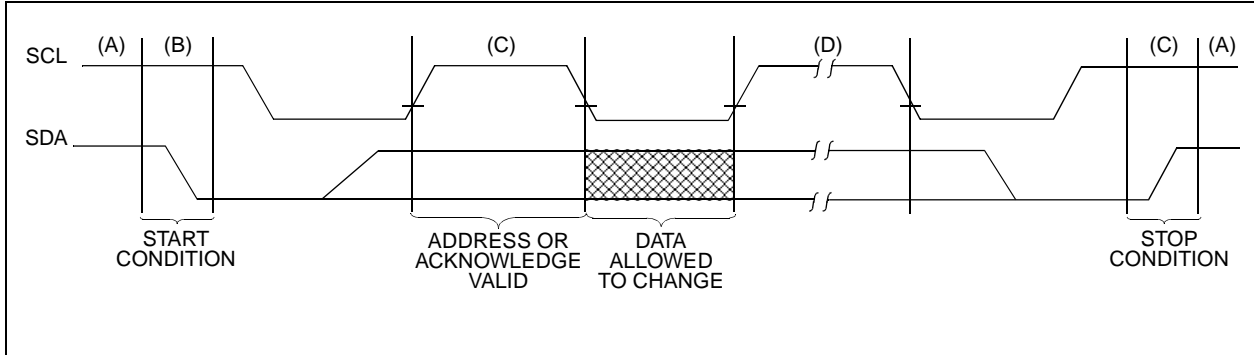 (A) (B) (C) (D) (C) (A)
SCL
SDA
START
CONDITION
ADDRESS OR
ACKNOWLEDGE
VALID
DATA
ALLOWED
TO CHANGE
STOP
CONDITION